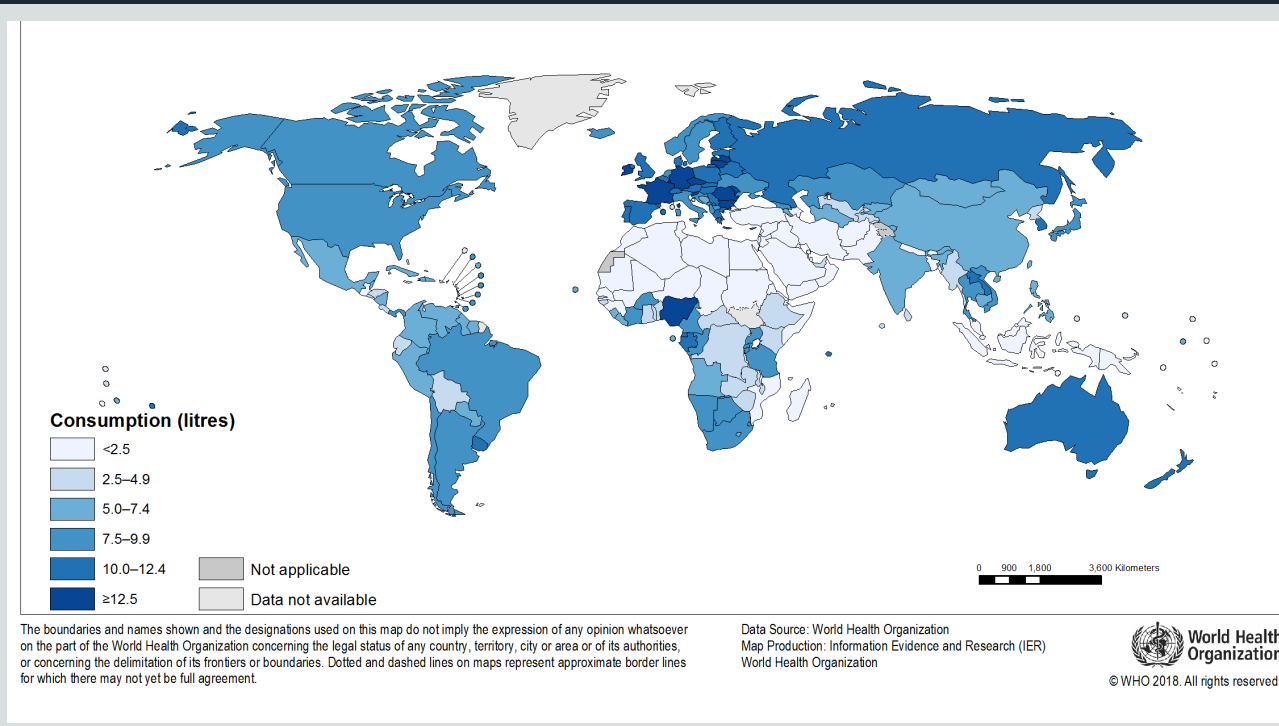 Consumption (litres)
<2.5
2.5–4.9
5.0–7.4
7.5–9.9
10.0–12.4
≥12.5
Not applicable
Data not available
0 900 1,800 3,600 Kilometers
The boundaries and names shown and the designations used on this map do not imply the expression of any opinion whatsoever
on the part of the World Health Organization concerning the legal status of any country, territory, city or area or of its authorities,
or concerning the delimitation of its frontiers or boundaries. Dotted and dashed lines on maps represent approximate border lines
for which there may not yet be full agreement.
Data Source: World Health Organization
Map Production: Information Evidence and Research (IER)
World Health Organization
World Health
Organization
© WHO 2018. All rights reserved